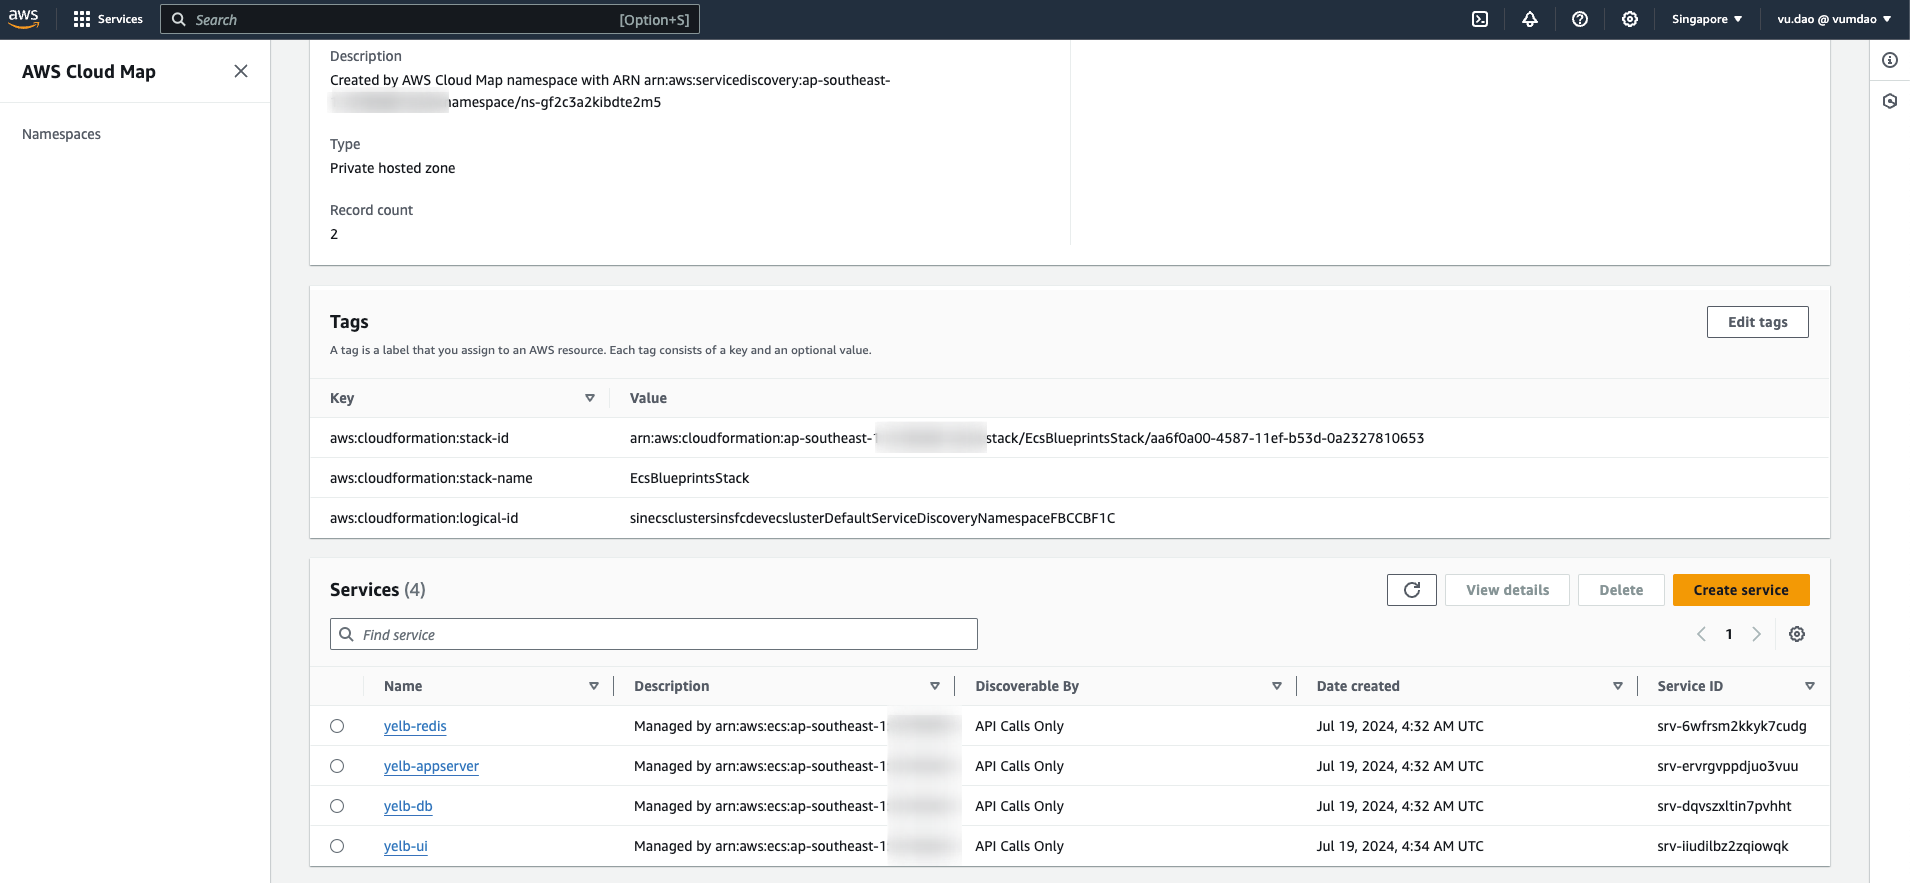 aws
Services
Search
[Option+S]
Singapore
vu.dao @ vumdao
AWS Cloud Map
Namespaces
Description
Created by AWS Cloud Map namespace with ARN arn:aws:servicediscovery:ap-southeast-
namespace/ns-gf2c3a2kibdte2m5
Type
Private hosted zone
Record count
2
Tags
Edit tags
A tag is a label that you assign to an AWS resource. Each tag consists of a key and an optional value.
Key Value
aws:cloudformation:stack-id arn:aws:cloudformation:ap-southeast-1 stack/EcsBlueprintsStack/aa6f0a00-4587-11ef-b53d-0a2327810653
aws:cloudformation:stack-name EcsBlueprintsStack
aws:cloudformation:logical-id sinecsclustersinsfcdevecslusterDefaultServiceDiscoveryNamespaceFBCCBF1C
Services (4)
View details Delete Create service
Find service
1
Name Description Discoverable By Date created Service ID
yelb-redis Managed by arn:aws:ecs:ap-southeast-1: API Calls Only Jul 19, 2024, 4:32 AM UTC srv-6wfrsm2kkyk7cudg
yelb-appserver Managed by arn:aws:ecs:ap-southeast-1 API Calls Only Jul 19, 2024, 4:32 AM UTC srv-ervrgvppdjuo3vuu
yelb-db Managed by arn:aws:ecs:ap-southeast-1 API Calls Only Jul 19, 2024, 4:32 AM UTC srv-dqvszxltin7pvhht
yelb-ui Managed by arn:aws:ecs:ap-southeast-1: API Calls Only Jul 19, 2024, 4:34 AM UTC srv-iiudilbz2zqiowqk